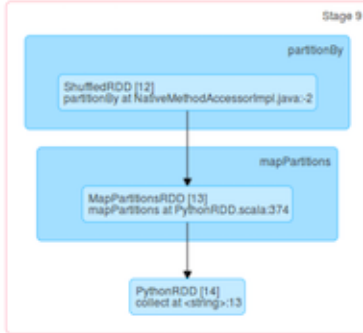 Stage 9
partitionBy
ShuffledRDD [12]
partitionBy at NativeMethodAccessorImpl.java:-2
mapPartitions
MapPartitionsRDD [13]
mapPartitions at PythonRDD.scala:374
PythonRDD [14]
collect at <string>:13